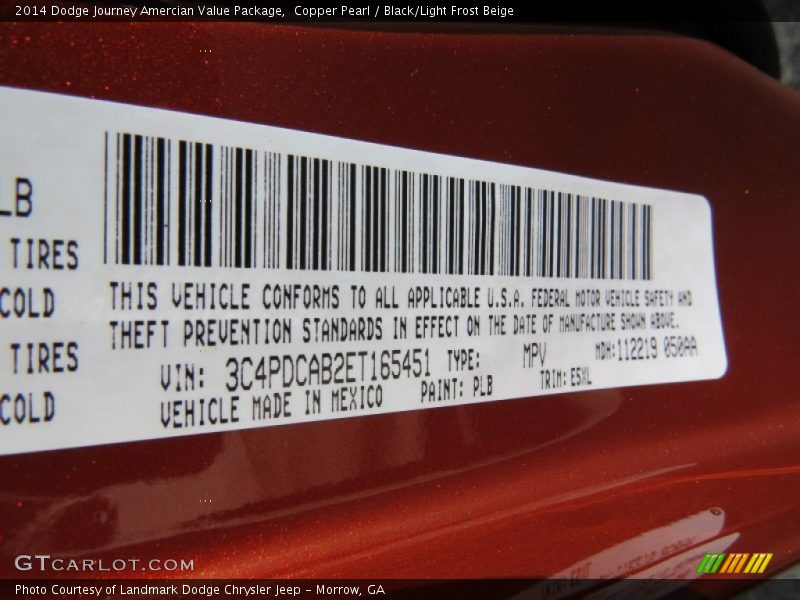 2014 Dodge Journey Amercian Value Package,  Copper Pearl / Black/Light Frost Beige
LB
TIRES
COLD
TIRES
COLD
THIS VEHICLE CONFORMS TO ALL APPLICABLE U.S.A. FEDERAL MOTOR VEHICLE SAFETY AND
THEFT PREVENTION STANDARDS IN EFFECT ON THE DATE OF MANUFACTURE SHOWN ABOVE.
VIN: 3C4PDCAB2ET165451 TYPE: MPV MDH:112219 050AA
VEHICLE MADE IN MEXICO PAINT: PLB TRIM: E5XL
GTCARLOT.COM
Photo Courtesy of Landmark Dodge Chrysler Jeep - Morrow, GA